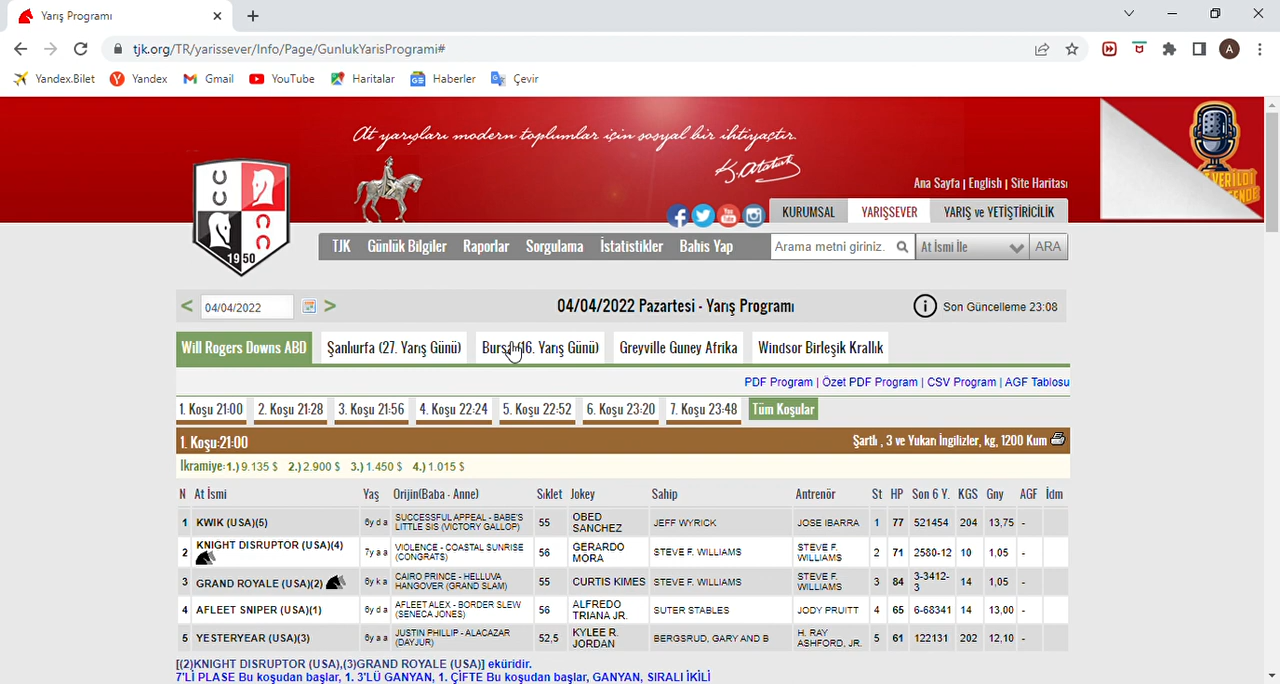 Yarış Programı
tjk.org/TR/yarissever/Info/Page/GunlukYarisProgrami#
A
Yandex.Bilet Yandex Gmail YouTube Haritalar Haberler Çevir
At yarışları modern toplumlar için sosyal bir ihtiyaçtır.
K. Atatürk
VERİLDİ
Ana Sayfa | English | Site Haritası
KURUMSAL YARIŞSEVER YARIŞ ve YETİŞTİRİCİLİK
1950
TJK Günlük Bilgiler Raporlar Sorgulama İstatistikler Bahis Yap Arama metni giriniz. At İsmi İle ARA
< 04/04/2022 > 04/04/2022 Pazartesi - Yarış Programı Son Güncelleme 23:08
Will Rogers Downs ABD Şanlıurfa (27. Yarış Günü) Bursa (16. Yarış Günü) Greyville Guney Afrika Windsor Birleşik Krallık
PDF Program | Özet PDF Program | CSV Program | AGF Tablosu
1. Koşu 21:00 2. Koşu 21:28 3. Koşu 21:56 4. Koşu 22:24 5. Koşu 22:52 6. Koşu 23:20 7. Koşu 23:48 Tüm Koşular
1. Koşu:21:00 Şartlı , 3 ve Yukarı İngilizler, kg, 1200 Kum
İkramiye:1.) 9.135 $ 2.) 2.900 $ 3.) 1.450 $ 4.) 1.015 $
N At İsmi Yaş Orijin(Baba - Anne) Sıklet Jokey Sahip Antrenör St HP Son 6 Y. KGS Gny AGF İdm
1 KWIK (USA)(5) 6y d a SUCCESSFUL APPEAL - BABE'S LITTLE SIS (VICTORY GALLOP) 55 OBED SANCHEZ JEFF WYRICK JOSE IBARRA 1 77 521454 204 13,75 -
2 KNIGHT DISRUPTOR (USA)(4) 7y a a VIOLENCE - COASTAL SUNRISE (CONGRATS) 56 GERARDO MORA STEVE F. WILLIAMS STEVE F. WILLIAMS 2 71 2580-12 10 1,05 -
3 GRAND ROYALE (USA)(2) 6y k a CAIRO PRINCE - HELLUVA HANGOVER (GRAND SLAM) 55 CURTIS KIMES STEVE F. WILLIAMS STEVE F. WILLIAMS 3 84 3-3412-3 14 1,05 -
4 AFLEET SNIPER (USA)(1) 6y d a AFLEET ALEX - BORDER SLEW (SENECA JONES) 56 ALFREDO TRIANA JR. SUTER STABLES JODY PRUITT 4 65 6-68341 14 13,00 -
5 YESTERYEAR (USA)(3) 6y a a JUSTIN PHILLIP - ALACAZAR (DAYJUR) 52,5 KYLEE R. JORDAN BERGSRUD, GARY AND B H. RAY ASHFORD, JR. 5 61 122131 202 12,10 -
[(2)KNIGHT DISRUPTOR (USA),(3)GRAND ROYALE (USA)] eküridir.
7'Lİ PLASE Bu koşudan başlar, 1. 3'LÜ GANYAN, 1. ÇİFTE Bu koşudan başlar, GANYAN, SIRALI İKİLİ